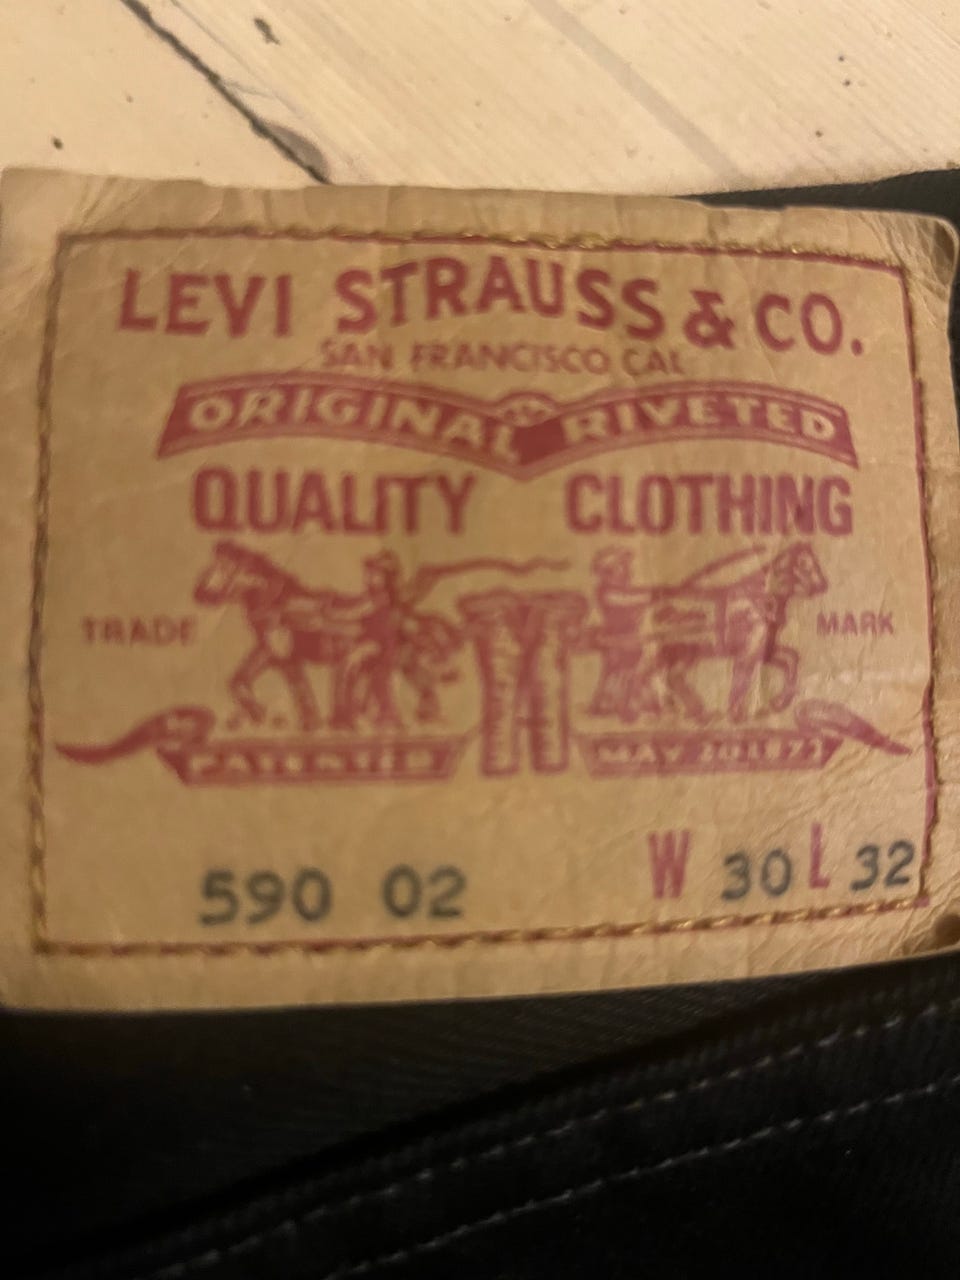 LEVI STRAUSS & CO.
SAN FRANCISCO CAL
ORIGINAL RIVETED
QUALITY CLOTHING
TRADE MARK
PATENTED MAY 20 1873
590 02 W 30 L 32